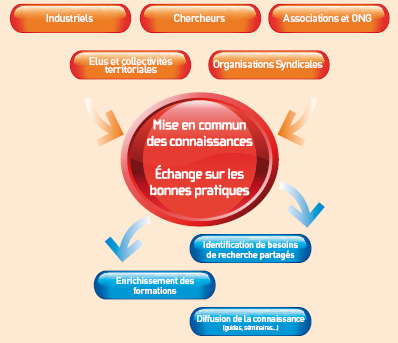 Industriels
Chercheurs
Associations et ONG
Elus et collectivités
territoriales
Organisations Syndicales
Mise en commun
des connaissances
Échange sur les
bonnes pratiques
Identification de besoins
de recherche partagés
Enrichissement des
formations
Diffusion de la connaissance
(guides, séminaires...)